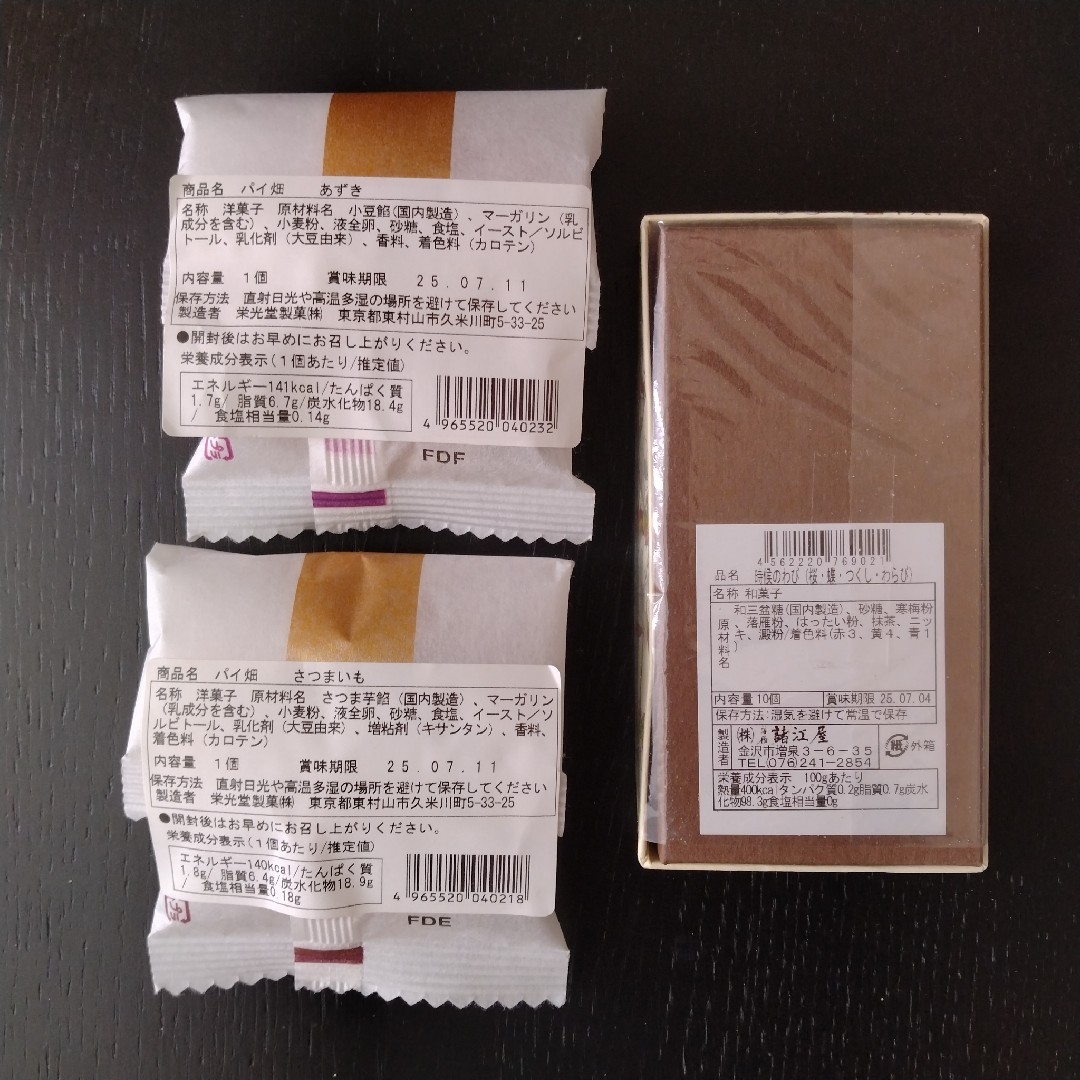 商品名 パイ畑 あずき
名称 洋菓子 原材料名 小豆餡(国内製造)、マーガリン(乳
成分を含む)、小麦粉、液全卵、砂糖、食塩、イースト/ソルビ
トール、乳化剤(大豆由来)、香料、着色料(カロテン)
内容量 1個 賞味期限 25.07.11
保存方法 直射日光や高温多湿の場所を避けて保存してください
製造者 栄光堂製菓㈱ 東京都東村山市久米川町5-33-25
●開封後はお早めにお召し上がりください。
栄養成分表示(1個あたり/推定値)
エネルギー141kcal/たんぱく質
1.7g/ 脂質6.7g/炭水化物18.4g
/ 食塩相当量0.14g
4 965520 040232
プラ
FDF
商品名 パイ畑 さつまいも
名称 洋菓子 原材料名 さつま芋餡(国内製造)、マーガリン
(乳成分を含む)、小麦粉、液全卵、砂糖、食塩、イースト/ソ
ルビトール、乳化剤(大豆由来)、増粘剤(キサンタン)、香料、
着色料(カロテン)
内容量 1個 賞味期限 25.07.11
保存方法 直射日光や高温多湿の場所を避けて保存してください
製造者 栄光堂製菓㈱ 東京都東村山市久米川町5-33-25
●開封後はお早めにお召し上がりください。
栄養成分表示(1個あたり/推定値)
エネルギー140kcal/たんぱく質
1.8g/ 脂質6.4g/炭水化物18.9g
/ 食塩相当量0.18g
4 965520 040218
プラ
FDE
4562220769021
品名 時候のわび(桜・蝶・つくし・わらび)
名称 和菓子
原材料名
和三盆糖(国内製造)、砂糖、寒梅粉
、落雁粉、はったい粉、抹茶、ニッ
キ、澱粉/着色料(赤3、黄4、青1
)
内容量 10個 賞味期限 25.07.04
保存方法:湿気を避けて常温で保存
製造者
(株) 諸江屋
金沢市増泉3-6-35
TEL(076)241-2854
紙 外箱
栄養成分表示 100gあたり
熱量400kcalタンパク質0.2g脂質0.7g炭水
化物98.3g食塩相当量0g